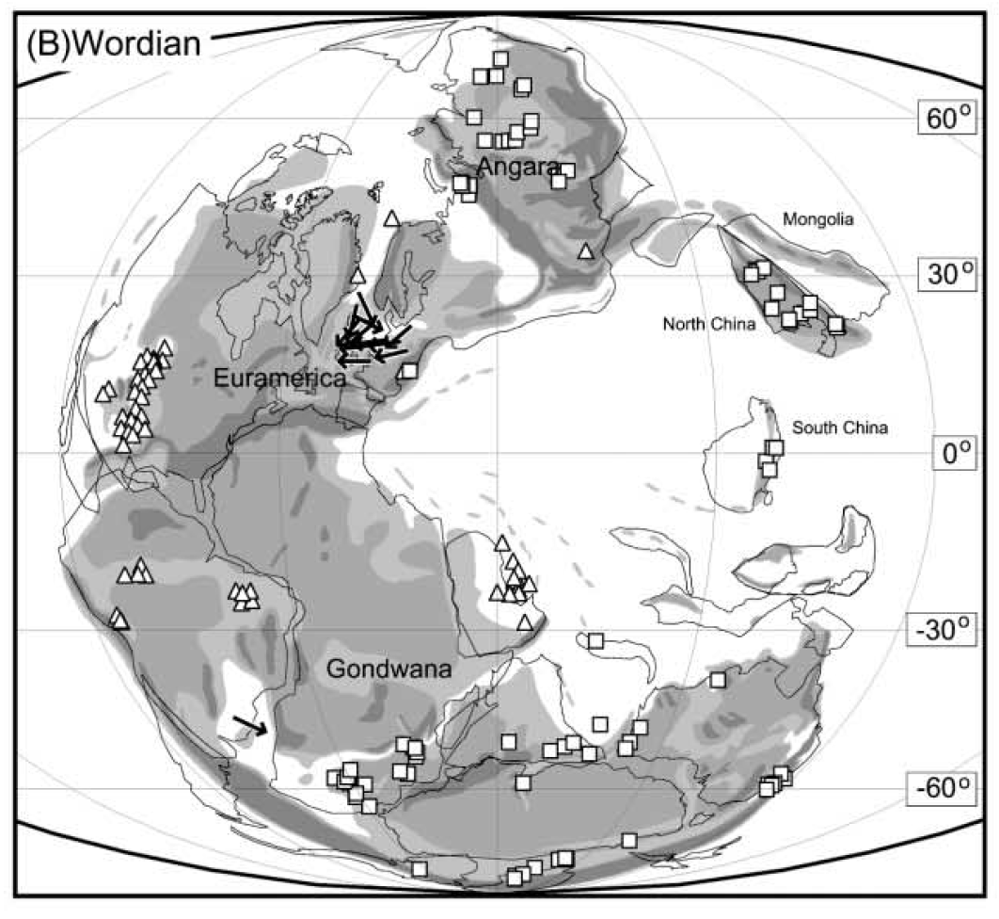 (B)Wordian
60°
Angara
Mongolia
30°
North China
Euramerica
South China
0°
-30°
Gondwana
-60°